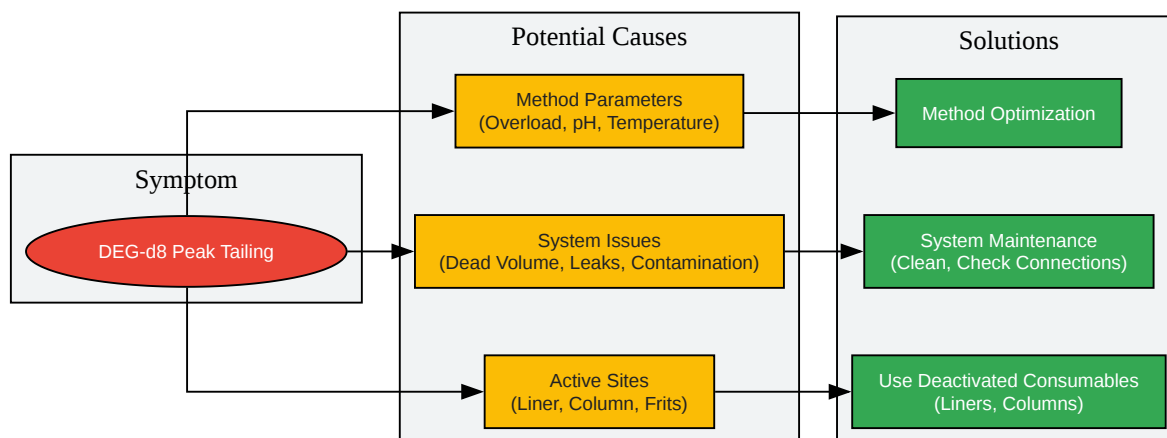 Symptom
DEG-d8 Peak Tailing
Potential Causes
Method Parameters
(Overload, pH, Temperature)
System Issues
(Dead Volume, Leaks, Contamination)
Active Sites
(Liner, Column, Frits)
Solutions
Method Optimization
System Maintenance
(Clean, Check Connections)
Use Deactivated Consumables
(Liners, Columns)